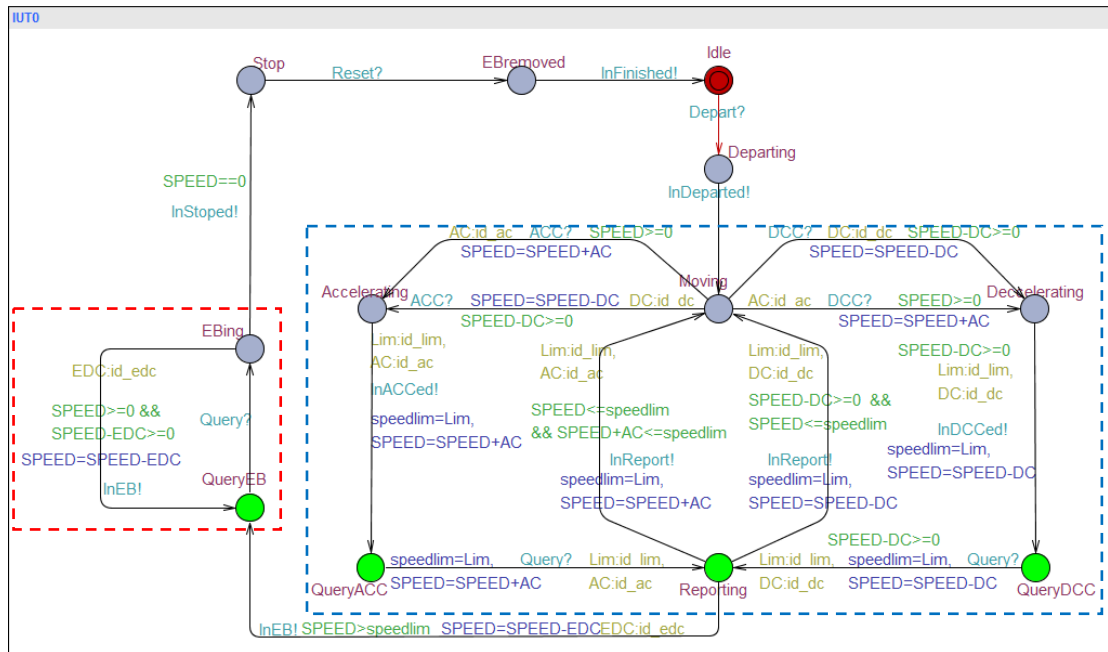 IUT0
Idle
Stop
EBremoved
Reset?
InFinished!
Depart?
Departing
SPEED==0
InStoped!
InDeparted!
AC:id_ac ACC? SPEED>=0
SPEED=SPEED+AC
DCC? DC:id_dc SPEED-DC>=0
SPEED=SPEED-DC
Accelerating
Moving
Deccelerating
ACC? SPEED=SPEED-DC DC:id_dc
SPEED-DC>=0
AC:id_ac DCC? SPEED>=0
SPEED=SPEED+AC
EBing
EDC:id_edc
SPEED>=0 &&
SPEED-EDC>=0
SPEED=SPEED-EDC
InEB!
Query?
QueryEB
Lim:id_lim,
AC:id_ac
InACCed!
speedlim=Lim,
SPEED=SPEED+AC
Lim:id_lim,
AC:id_ac
SPEED<=speedlim
&& SPEED+AC<=speedlim
InReport!
speedlim=Lim,
SPEED=SPEED+AC
Lim:id_lim,
DC:id_dc
SPEED-DC>=0 &&
SPEED<=speedlim
InReport!
speedlim=Lim,
SPEED=SPEED-DC
SPEED-DC>=0
Lim:id_lim,
DC:id_dc
InDCCed!
speedlim=Lim,
SPEED=SPEED-DC
QueryACC
speedlim=Lim, Query? Lim:id_lim,
SPEED=SPEED+AC AC:id_ac
Reporting
SPEED-DC>=0
Lim:id_lim, speedlim=Lim, Query?
DC:id_dc SPEED=SPEED-DC
QueryDCC
InEB! SPEED>speedlim SPEED=SPEED-EDC EDC:id_edc